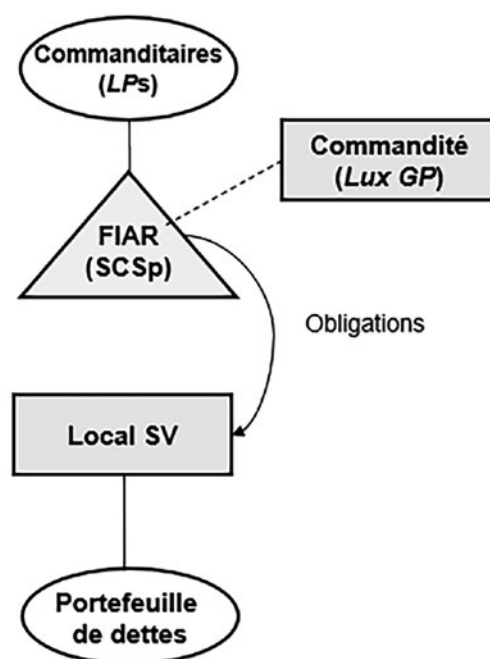 Commanditaires
(LPs)
Commandité
(Lux GP)
FIAR
(SCSp)
Obligations
Local SV
Portefeuille
de dettes